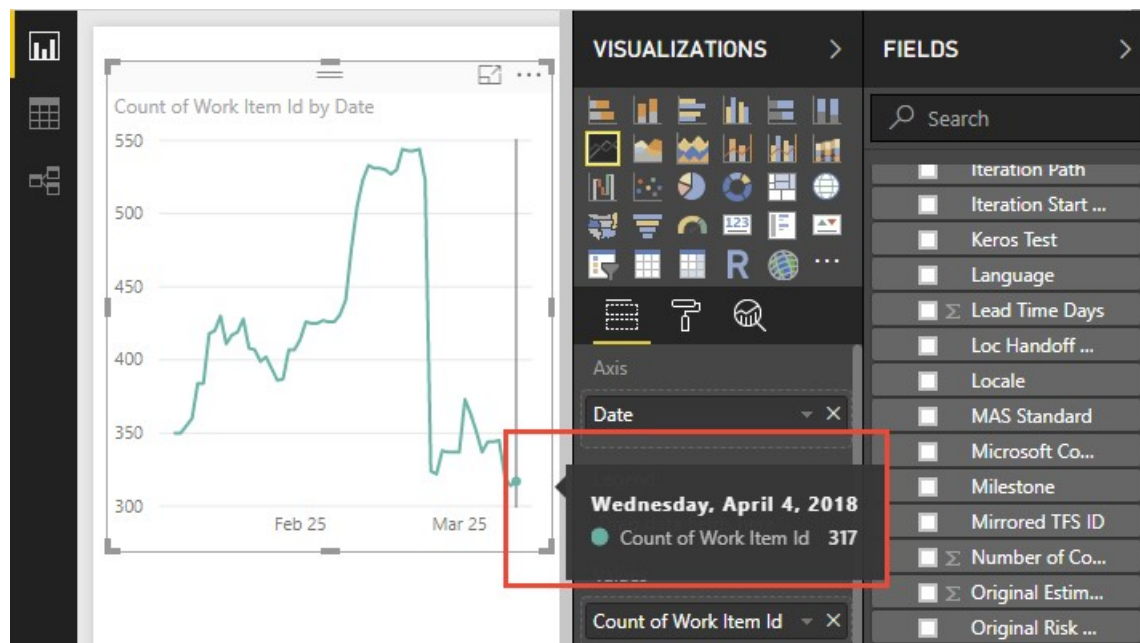 VISUALIZATIONS
FIELDS
Search
Count of Work Item Id by Date
550
500
450
400
350
300
Feb 25
Mar 25
123
R
Axis
Date
Wednesday, April 4, 2018
Count of Work Item Id 317
Values
Count of Work Item Id
Iteration Path
Iteration Start ...
Keros Test
Language
Σ Lead Time Days
Loc Handoff ...
Locale
MAS Standard
Microsoft Co...
Milestone
Mirrored TFS ID
Σ Number of Co...
Σ Original Estim...
Original Risk ...